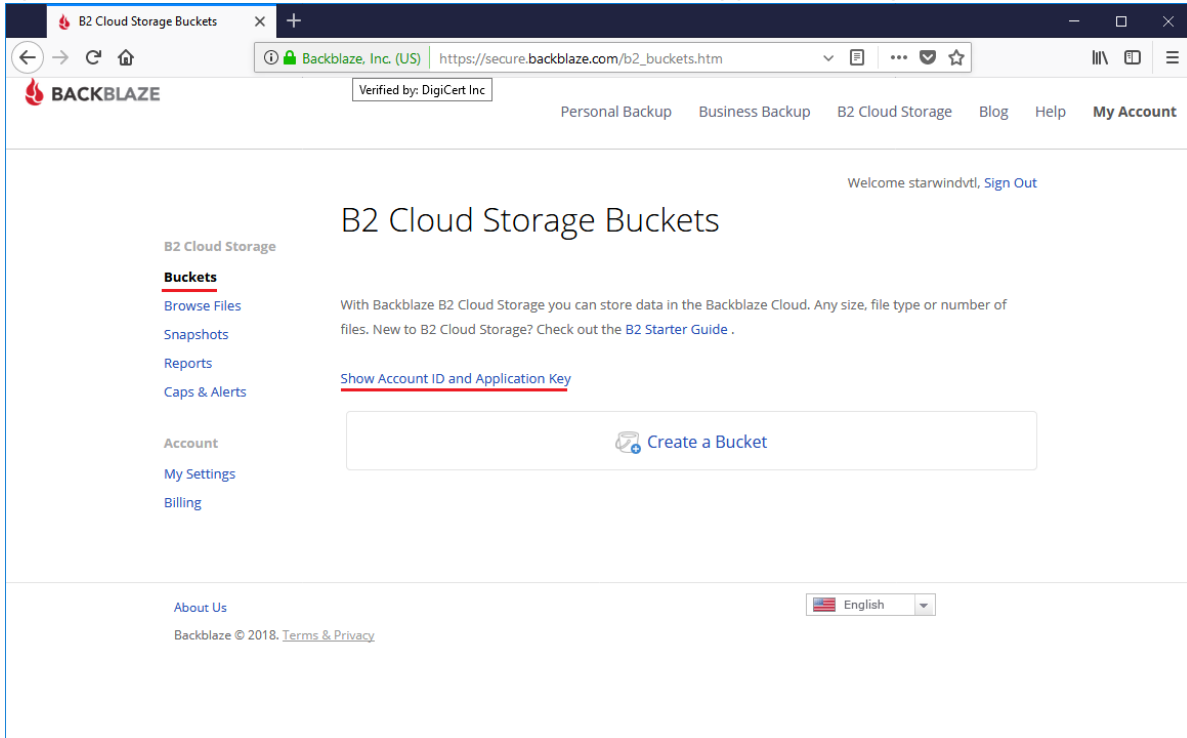 B2 Cloud Storage Buckets
Backblaze, Inc. (US) https://secure.backblaze.com/b2_buckets.htm
BACKBLAZE
Verified by: DigiCert Inc
Personal Backup Business Backup B2 Cloud Storage Blog Help My Account
Welcome starwindvtl, Sign Out
B2 Cloud Storage Buckets
B2 Cloud Storage
Buckets
Browse Files
Snapshots
Reports
Caps & Alerts
Account
My Settings
Billing
With Backblaze B2 Cloud Storage you can store data in the Backblaze Cloud. Any size, file type or number of
files. New to B2 Cloud Storage? Check out the B2 Starter Guide .
Show Account ID and Application Key
Create a Bucket
About Us
Backblaze © 2018. Terms & Privacy
English